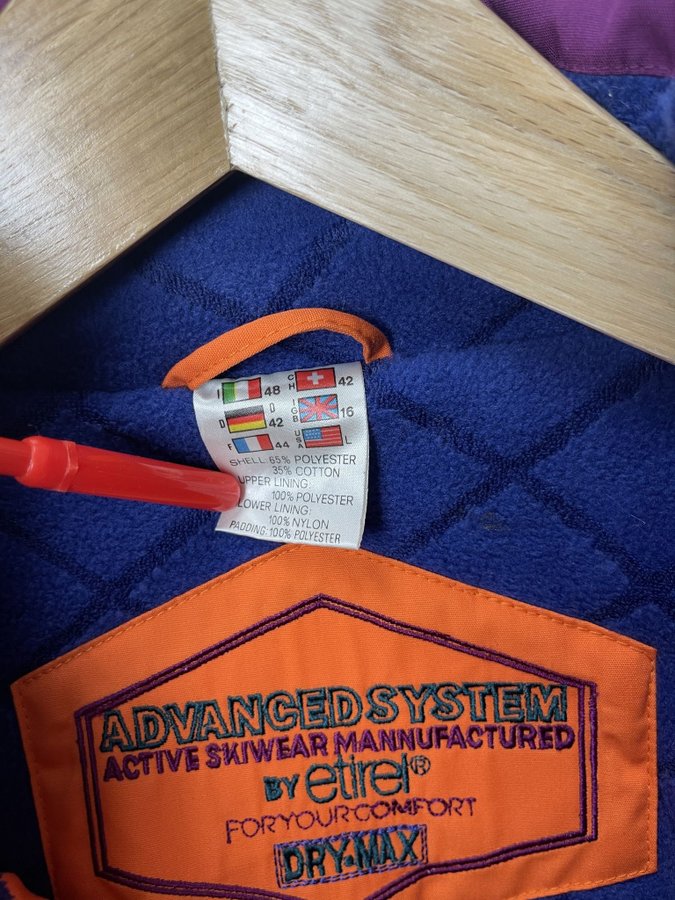 I 48 CH 42
D D 42 GB 16
F 44 USA L
SHELL: 65% POLYESTER
35% COTTON
UPPER LINING:
100% POLYESTER
LOWER LINING:
100% NYLON
PADDING: 100% POLYESTER
ADVANCED SYSTEM
ACTIVE SKIWEAR MANNUFACTURED
BY etirel®
FOR YOUR COMFORT
DRY•MAX